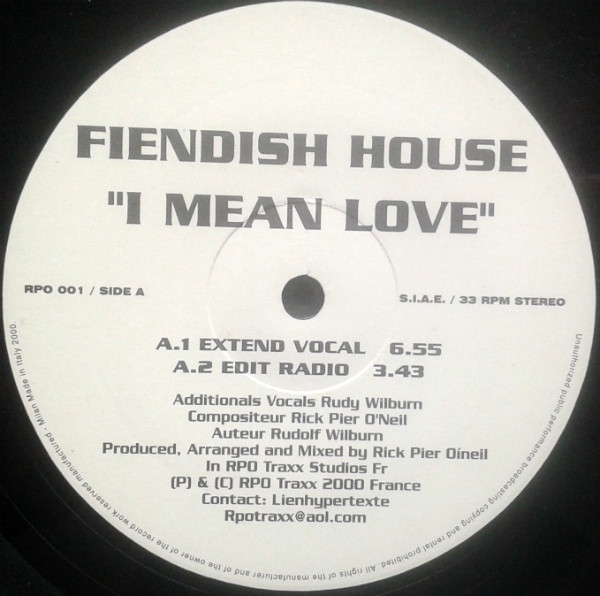 FIENDISH HOUSE
"I MEAN LOVE"
RPO 001 / SIDE A
S.I.A.E. / 33 RPM STEREO
A.1 EXTEND VOCAL 6.55
A.2 EDIT RADIO 3.43
Additionals Vocals Rudy Wilburn
Compositeur Rick Pier O'Neil
Auteur Rudolf Wilburn
Produced, Arranged and Mixed by Rick Pier Oíneil
In RPO Traxx Studios Fr
(P) & (C) RPO Traxx 2000 France
Contact: Lienhypertexte
Rpotraxx@aol.com
Unauthorized public performance broadcasting copying and rental prohibited. All rights of the manufacturer and of the owner of the record work reserved manufactured - Milan Made in Italy 2000.